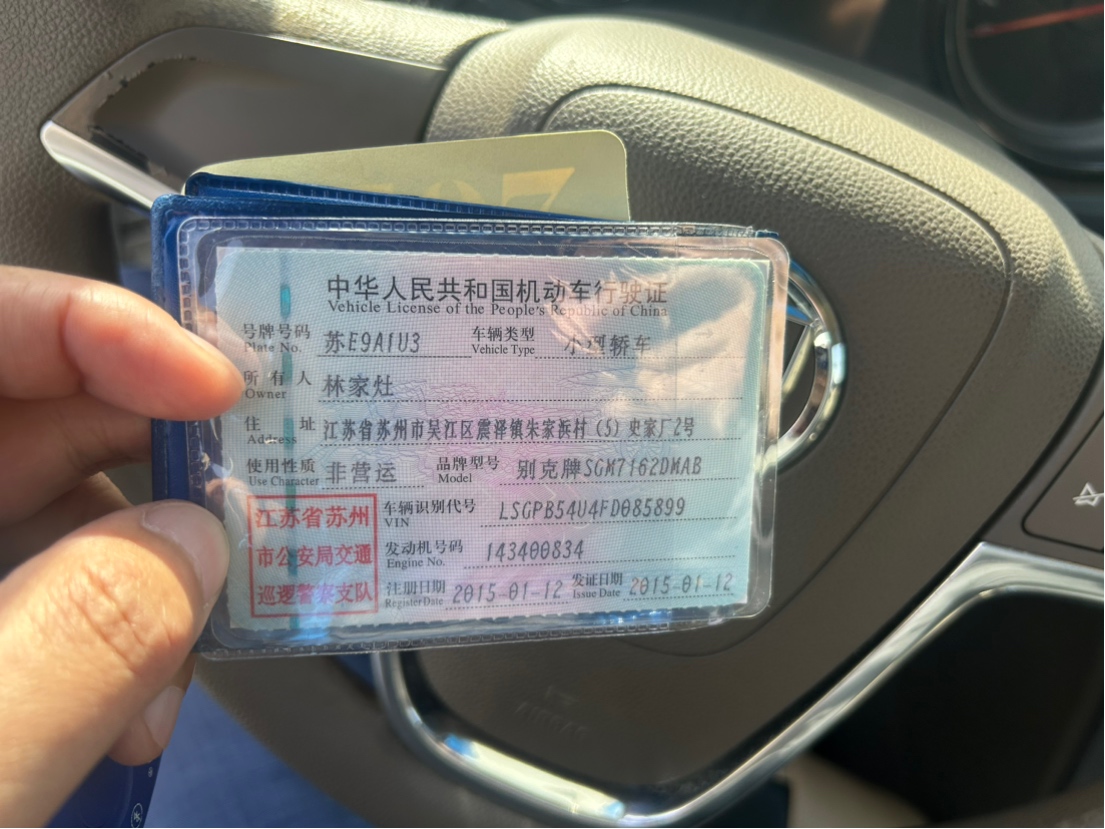 中华人民共和国机动车行驶证
Vehicle License of the People's Republic of China
号牌号码 Plate No. 苏E9A1U3 车辆类型 Vehicle Type 小型轿车
所有人 Owner 林家灶
住址 Address 江苏省苏州市吴江区震泽镇朱家浜村(5)史家厂2号
使用性质 Use Character 非营运 品牌型号 Model 别克牌SGM7162DMAB
车辆识别代号 VIN LSGPB54U4FD085899
发动机号码 Engine No. 143400834
注册日期 Register Date 2015-01-12 发证日期 Issue Date 2015-01-12
江苏省苏州
市公安局交通
巡逻警察支队